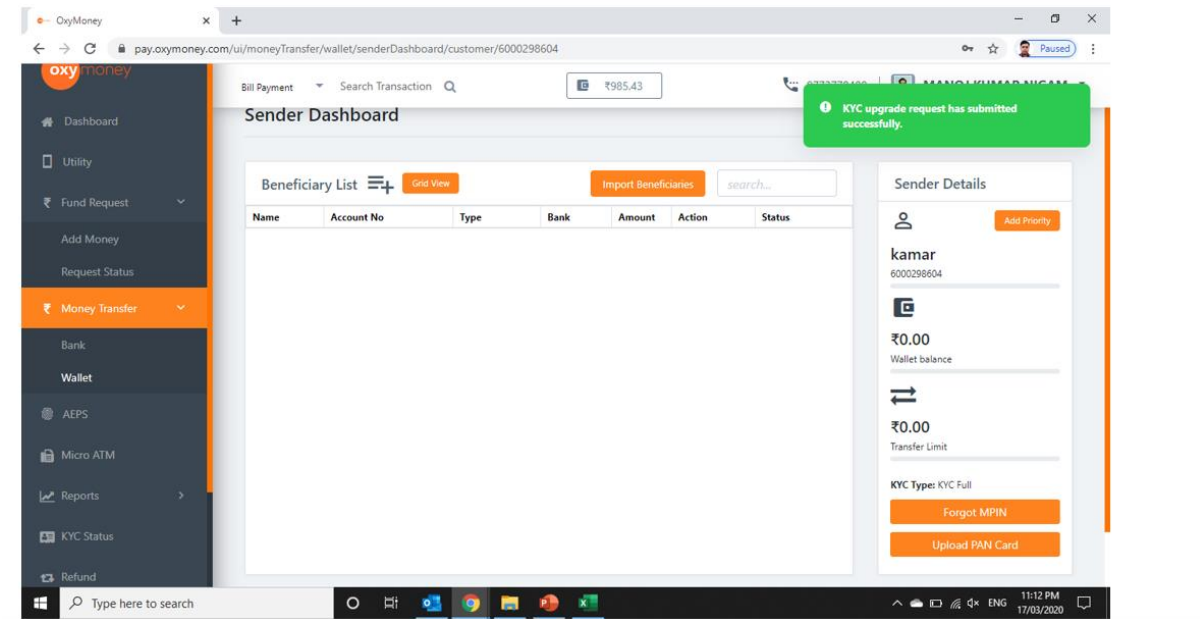 OxyMoney
pay.oxymoney.com/ui/moneyTransfer/wallet/senderDashboard/customer/6000298604
Paused
oxymoney
Bill Payment Search Transaction ₹985.43
KYC upgrade request has submitted
successfully.
Dashboard
Utility
₹ Fund Request
Add Money
Request Status
₹ Money Transfer
Bank
Wallet
AEPS
Micro ATM
Reports
KYC Status
Refund
Sender Dashboard
Beneficiary List Grid View Import Beneficiaries search...
Name Account No Type Bank Amount Action Status
Sender Details
Add Priority
kamar
6000298604
₹0.00
Wallet balance
₹0.00
Transfer Limit
KYC Type: KYC Full
Forgot MPIN
Upload PAN Card
Type here to search
ENG
11:12 PM
17/03/2020